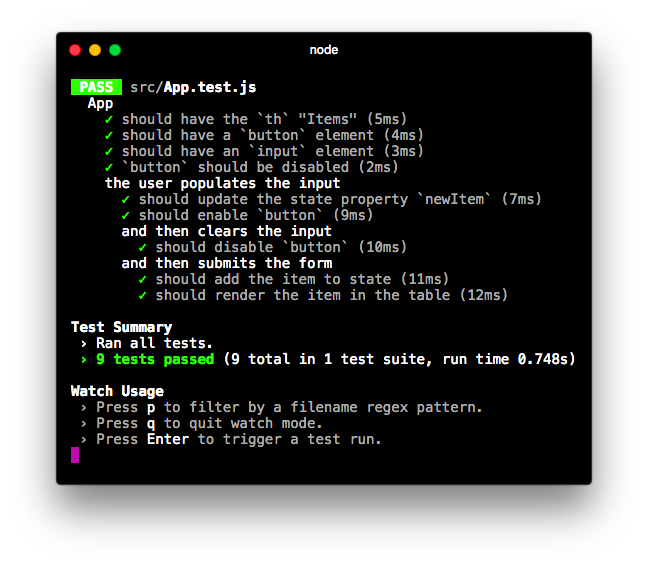 node
PASS src/App.test.js
App
✓ should have the `th` "Items" (5ms)
✓ should have a `button` element (4ms)
✓ should have an `input` element (3ms)
✓ `button` should be disabled (2ms)
the user populates the input
✓ should update the state property `newItem` (7ms)
✓ should enable `button` (9ms)
and then clears the input
✓ should disable `button` (10ms)
and then submits the form
✓ should add the item to state (11ms)
✓ should render the item in the table (12ms)
Test Summary
› Ran all tests.
› 9 tests passed (9 total in 1 test suite, run time 0.748s)
Watch Usage
› Press p to filter by a filename regex pattern.
› Press q to quit watch mode.
› Press Enter to trigger a test run.